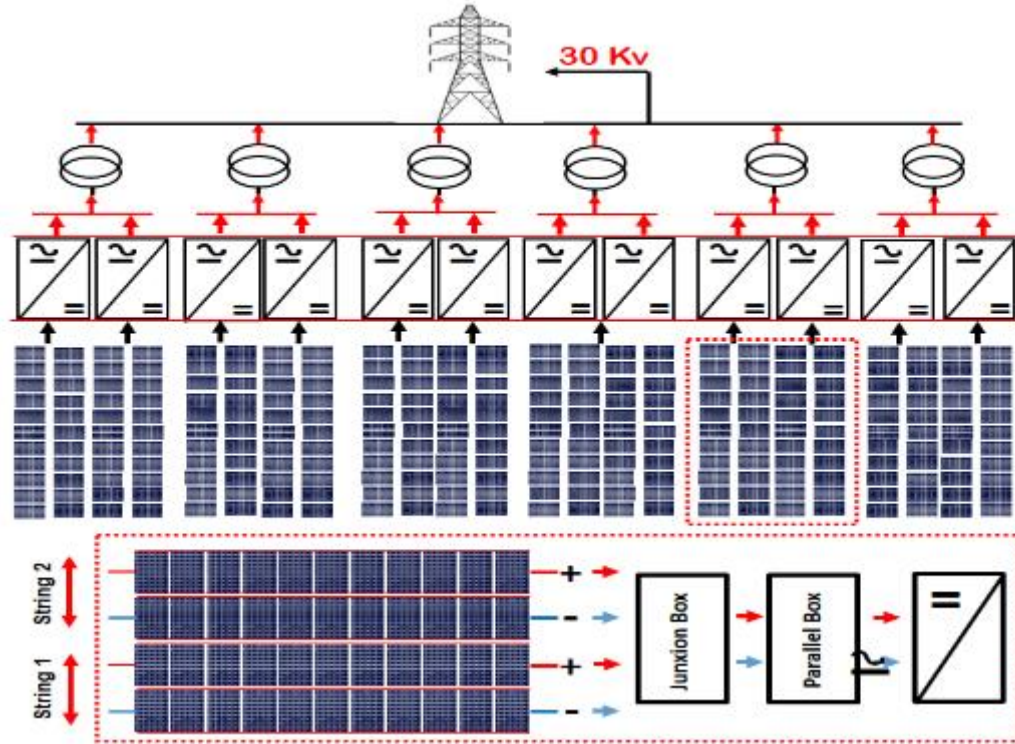 30 Kv
String 2
+
-
String 1
+
-
Junxion Box
Parallel Box